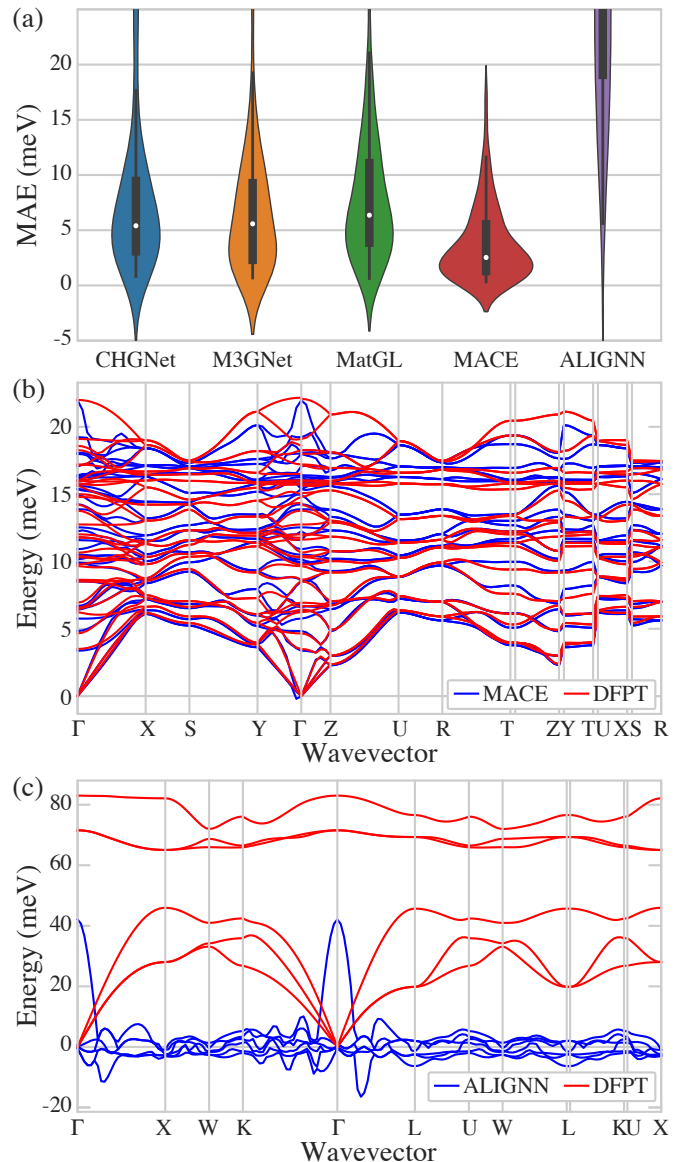 (a)
MAE (meV)
20
15
10
5
0
-5
CHGNet M3GNet MatGL MACE ALIGNN
(b)
Energy (meV)
20
15
10
5
0
MACE DFPT
Γ X S Y Γ Z U R T ZY TU XS R
Wavevector
(c)
Energy (meV)
80
60
40
20
0
-20
ALIGNN DFPT
Γ X W K Γ L U W L KU X
Wavevector